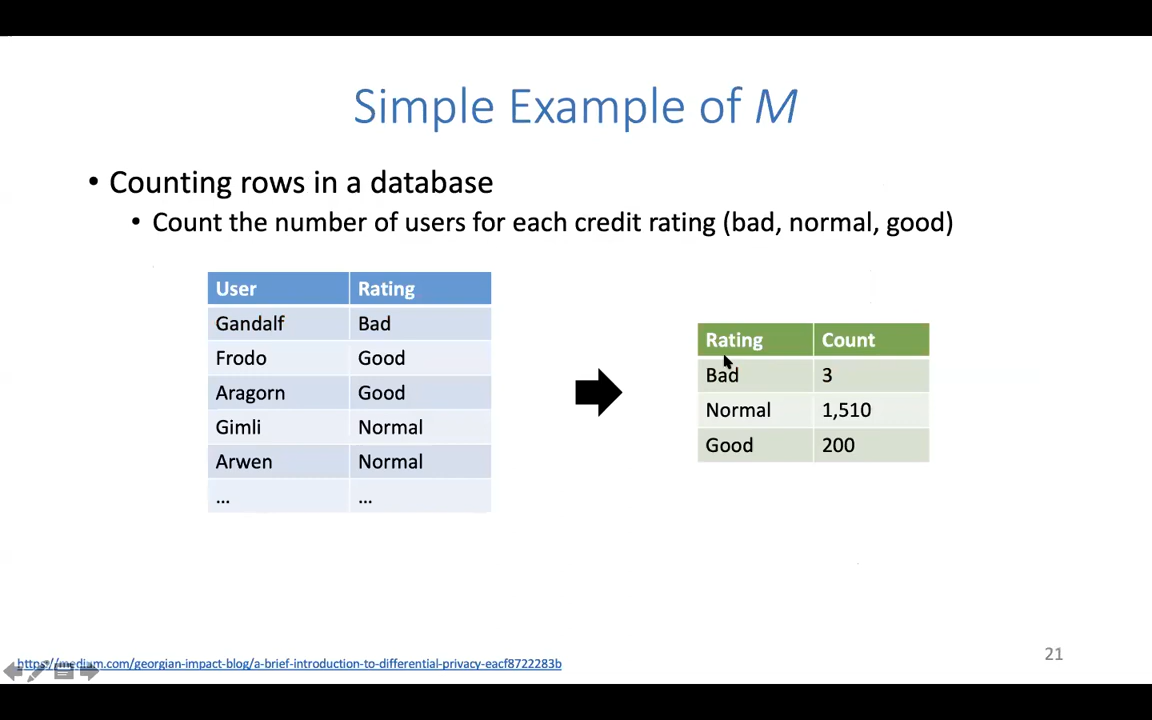 Simple Example of M
• Counting rows in a database
• Count the number of users for each credit rating (bad, normal, good)
User Rating
Gandalf Bad
Frodo Good
Aragorn Good
Gimli Normal
Arwen Normal
... ...
Rating Count
Bad 3
Normal 1,510
Good 200
https://medium.com/georgian-impact-blog/a-brief-introduction-to-differential-privacy-eacf8722283b
21